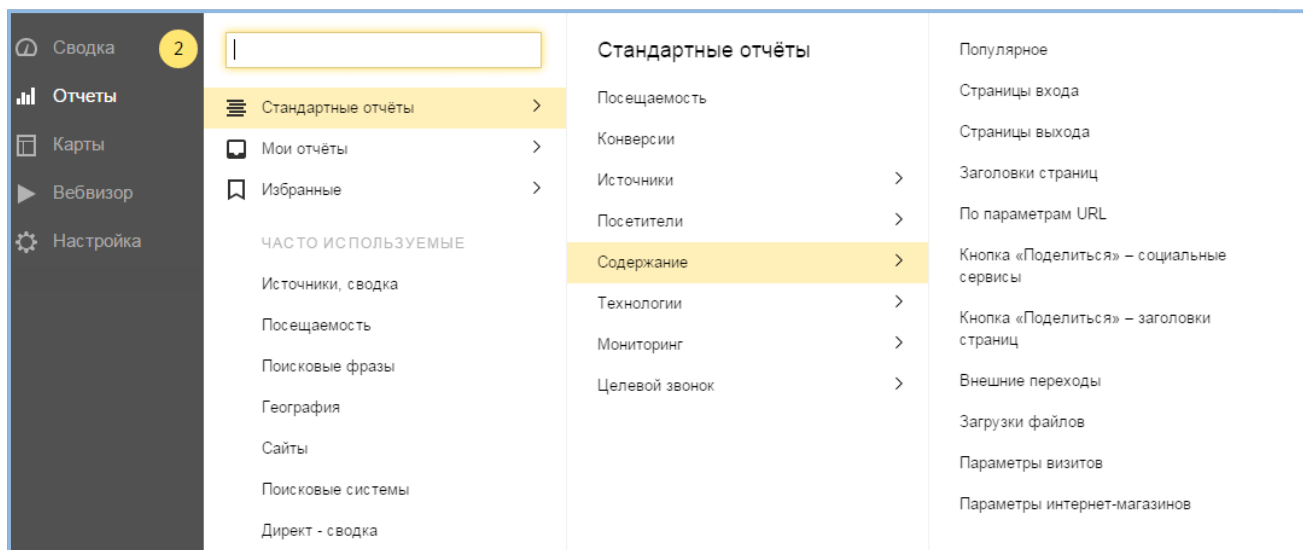 Сводка
2
Отчеты
Карты
Вебвизор
Настройка
Стандартные отчёты
Мои отчёты
Избранные
ЧАСТО ИСПОЛЬЗУЕМЫЕ
Источники, сводка
Посещаемость
Поисковые фразы
География
Сайты
Поисковые системы
Директ - сводка
Стандартные отчёты
Посещаемость
Конверсии
Источники
Посетители
Содержание
Технологии
Мониторинг
Целевой звонок
Популярное
Страницы входа
Страницы выхода
Заголовки страниц
По параметрам URL
Кнопка «Поделиться» – социальные
сервисы
Кнопка «Поделиться» – заголовки
страниц
Внешние переходы
Загрузки файлов
Параметры визитов
Параметры интернет-магазинов